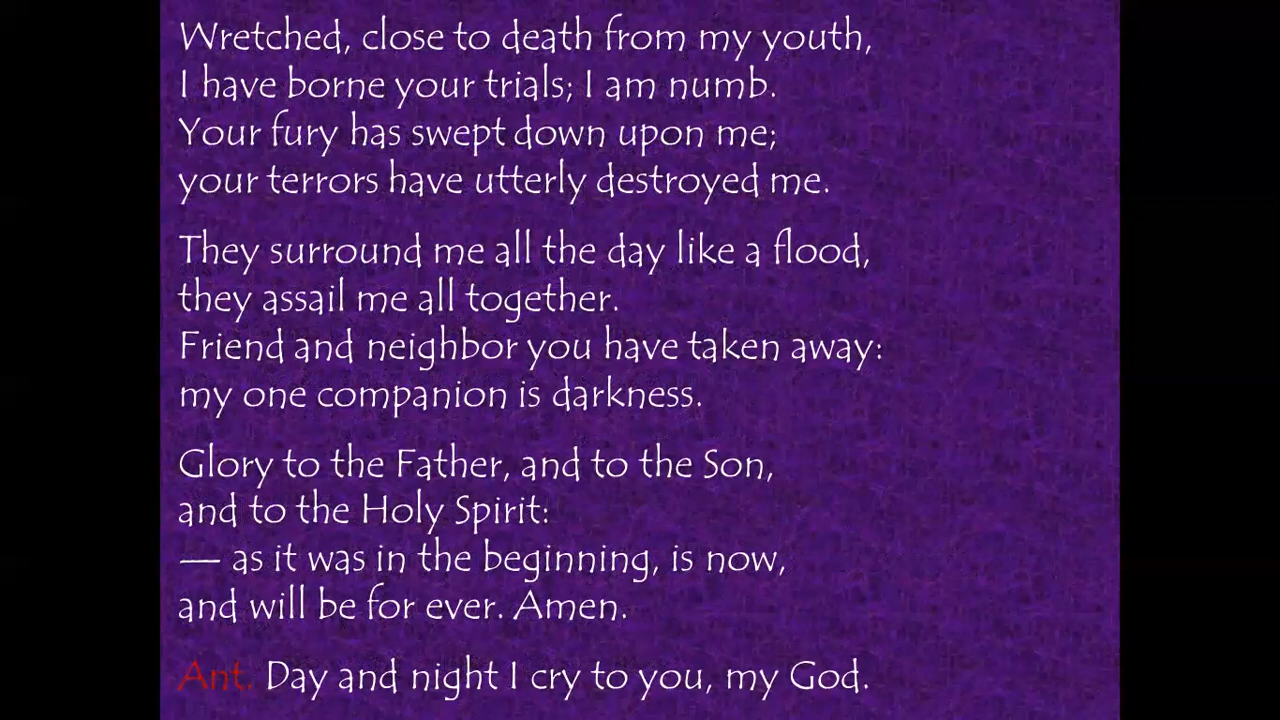 Wretched, close to death from my youth,
I have borne your trials; I am numb.
Your fury has swept down upon me;
your terrors have utterly destroyed me.
They surround me all the day like a flood,
they assail me all together.
Friend and neighbor you have taken away:
my one companion is darkness.
Glory to the Father, and to the Son,
and to the Holy Spirit:
— as it was in the beginning, is now,
and will be for ever. Amen.
Ant. Day and night I cry to you, my God.